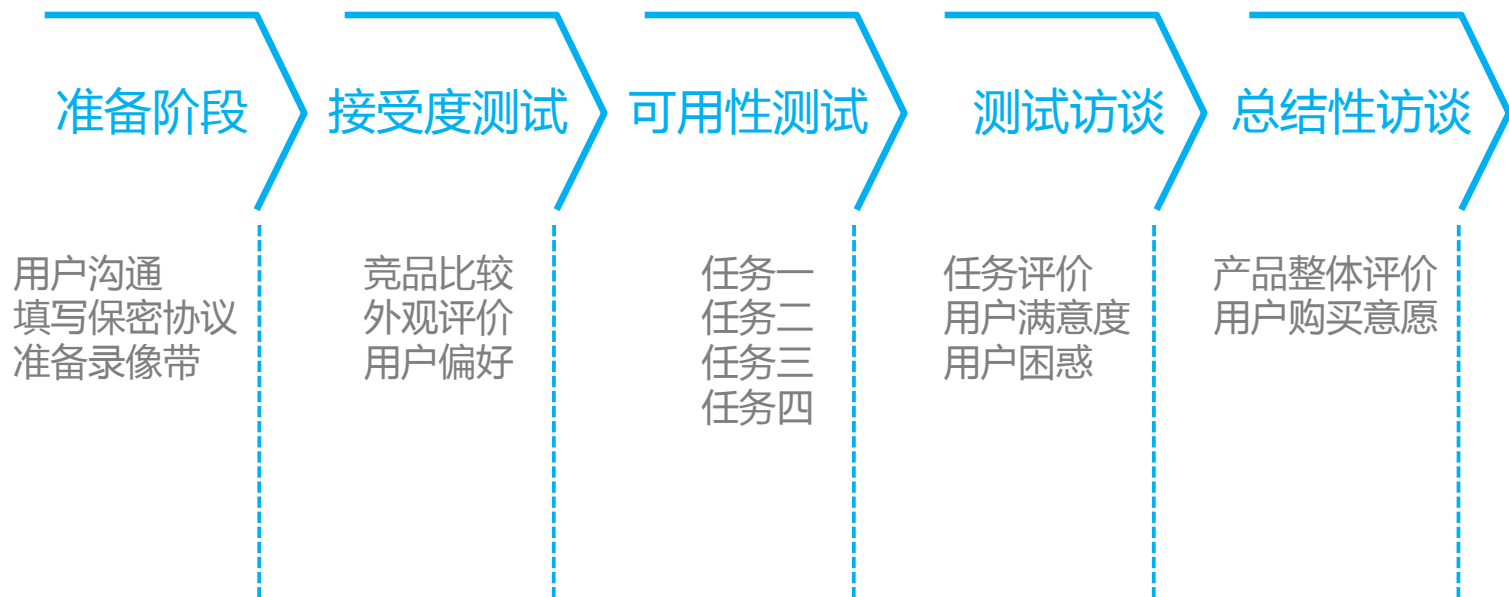 准备阶段
接受度测试
可用性测试
测试访谈
总结性访谈
用户沟通
填写保密协议
准备录像带
竞品比较
外观评价
用户偏好
任务一
任务二
任务三
任务四
任务评价
用户满意度
用户困惑
产品整体评价
用户购买意愿